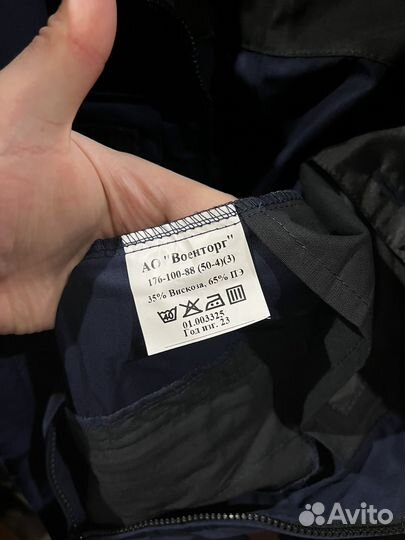 АО "Военторг"
176-100-88 (50-4)(3)
35% Вискоза, 65% ПЭ
01.003325
Год изг. 23
Avito